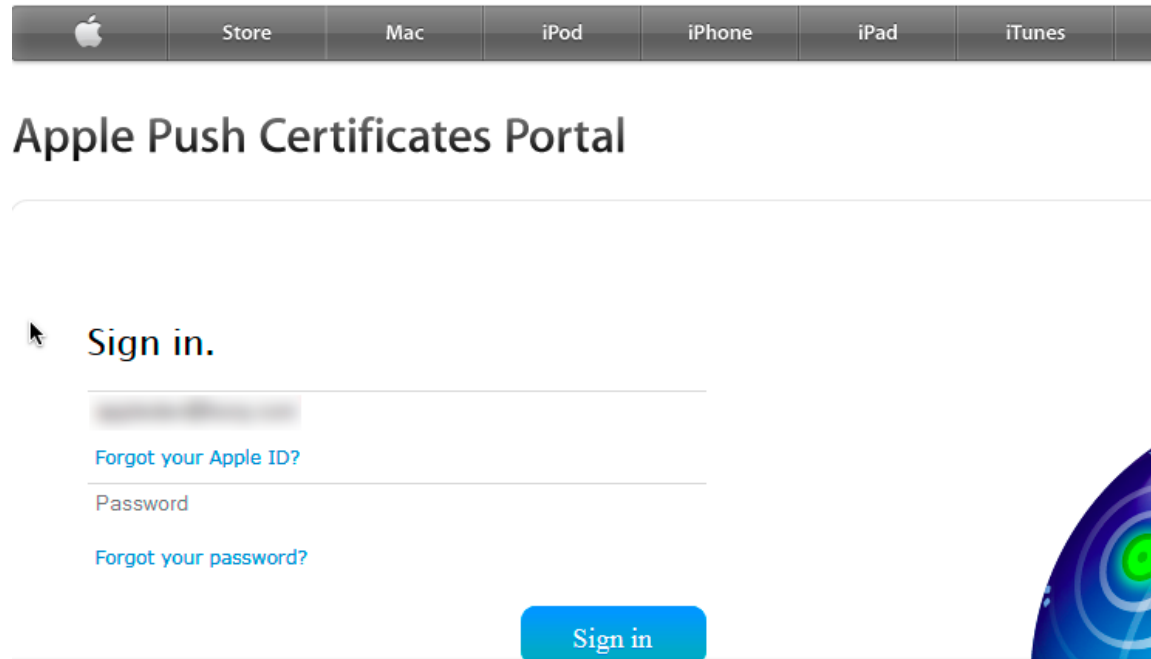 Store Mac iPod iPhone iPad iTunes
Apple Push Certificates Portal
Sign in.
Forgot your Apple ID?
Password
Forgot your password?
Sign in